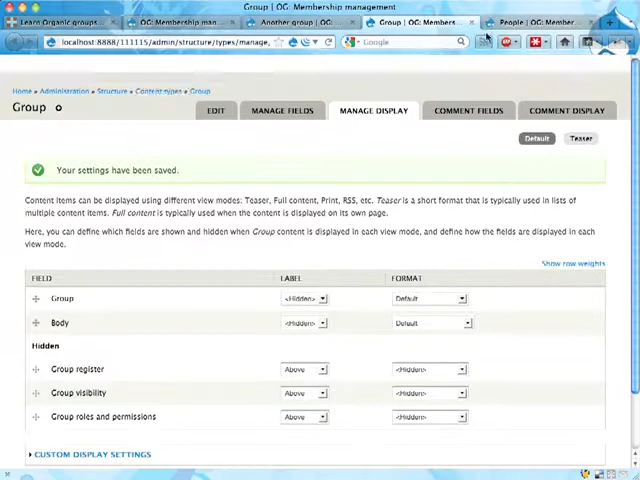 Group | OG: Membership management
Learn Organic groups...
OG: Membership man...
Another group | OG:...
Group | OG: Members...
People | OG: Member...
localhost:8888/111115/admin/structure/types/manage,
Google
Home » Administration » Structure » Content types » Group
Group
EDIT
MANAGE FIELDS
MANAGE DISPLAY
COMMENT FIELDS
COMMENT DISPLAY
Default
Teaser
Your settings have been saved.
Content items can be displayed using different view modes: Teaser, Full content, Print, RSS, etc. Teaser is a short format that is typically used in lists of
multiple content items. Full content is typically used when the content is displayed on its own page.
Here, you can define which fields are shown and hidden when Group content is displayed in each view mode, and define how the fields are displayed in each
view mode.
Show row weights
FIELD LABEL FORMAT
Group <Hidden> Default
Body <Hidden> Default
Hidden
Group register Above <Hidden>
Group visibility Above <Hidden>
Group roles and permissions Above <Hidden>
CUSTOM DISPLAY SETTINGS